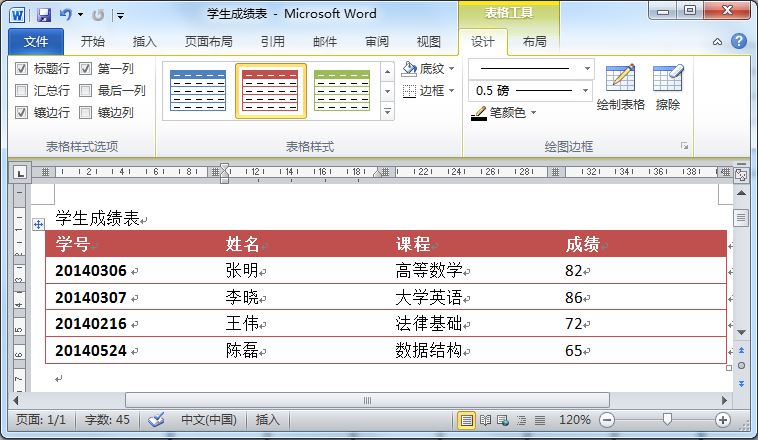 学生成绩表 - Microsoft Word
表格工具
文件 开始 插入 页面布局 引用 邮件 审阅 视图 设计 布局
标题行 第一列
汇总行 最后一列
镶边行 镶边列
表格样式选项
底纹
边框
表格样式
0.5 磅
笔颜色
绘制表格 擦除
绘图边框
2 4 6 8 12 14 16 18 22 24 26 28 32 34 36 38
学生成绩表
学号 姓名 课程 成绩
20140306 张明 高等数学 82
20140307 李晓 大学英语 86
20140216 王伟 法律基础 72
20140524 陈磊 数据结构 65
页面: 1/1 字数: 45 中文(中国) 插入 120%